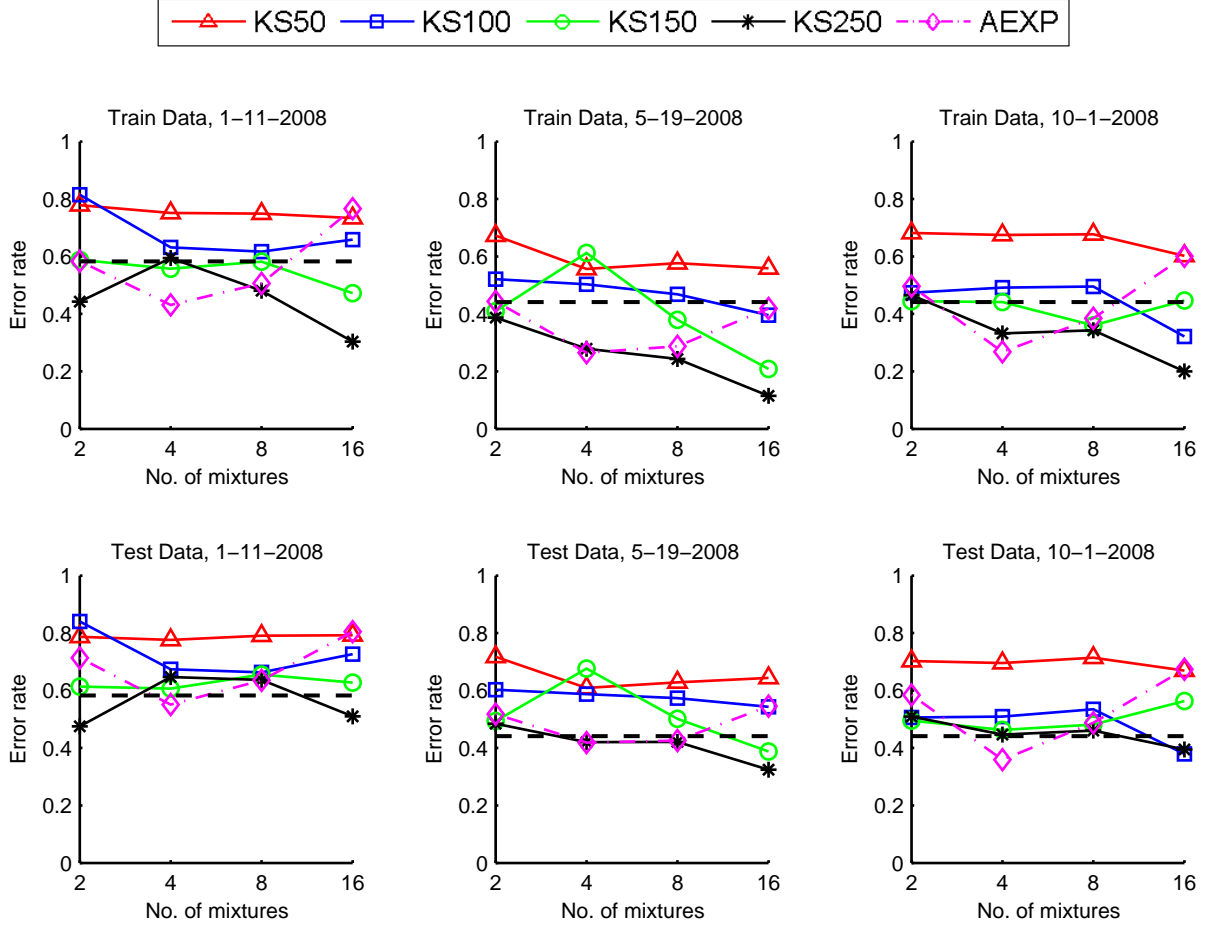 KS50 KS100 KS150 KS250 AEXP
Train Data, 1−11−2008
1
0.8
0.6
0.4
0.2
0
Error rate
2 4 8 16
No. of mixtures
Train Data, 5−19−2008
1
0.8
0.6
0.4
0.2
0
Error rate
2 4 8 16
No. of mixtures
Train Data, 10−1−2008
1
0.8
0.6
0.4
0.2
0
Error rate
2 4 8 16
No. of mixtures
Test Data, 1−11−2008
1
0.8
0.6
0.4
0.2
0
Error rate
2 4 8 16
No. of mixtures
Test Data, 5−19−2008
1
0.8
0.6
0.4
0.2
0
Error rate
2 4 8 16
No. of mixtures
Test Data, 10−1−2008
1
0.8
0.6
0.4
0.2
0
Error rate
2 4 8 16
No. of mixtures